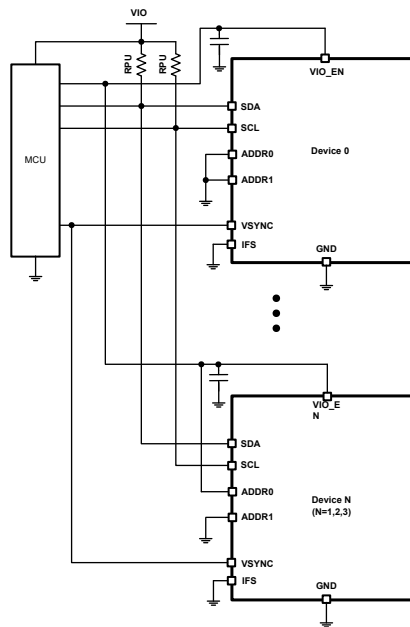 VIO
RPU
RPU
VIO_EN
MCU
SDA
SCL
Device 0
ADDR0
ADDR1
VSYNC
IFS
GND
VIO_E
N
SDA
SCL
ADDR0
Device N
(N=1,2,3)
ADDR1
VSYNC
IFS
GND